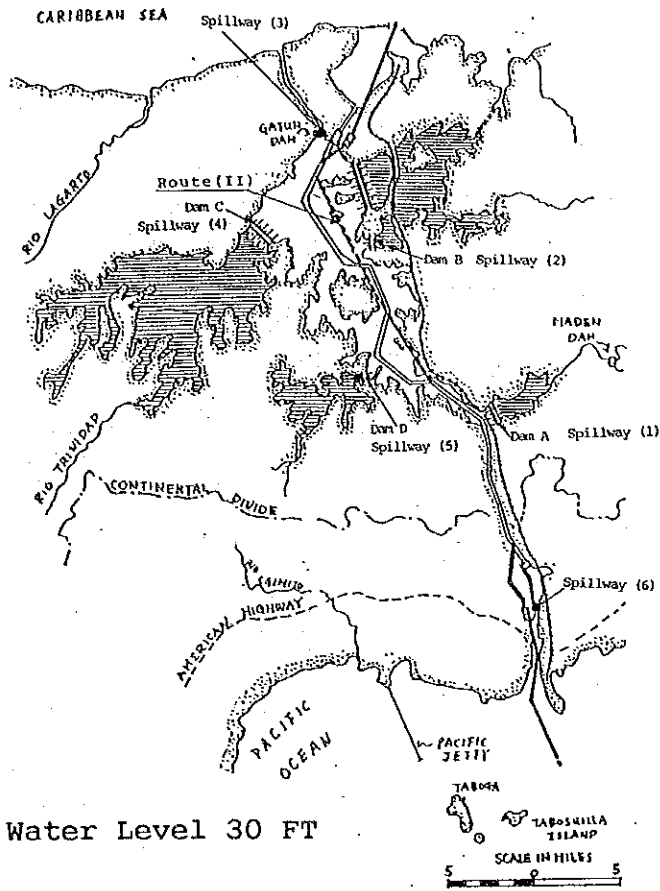 CARIBBEAN SEA
Spillway (3)
GATUN
DAM
RIO LAGARTO
Route(II)
Dam C
Spillway (4)
Dam B Spillway (2)
MADEN
DAM
Dam D
Spillway (5)
Dam A Spillway (1)
RIO TRINIDAD
CONTINENTAL DIVIDE
RIO CAIMITO
Spillway (6)
AMERICAN HIGHWAY
PACIFIC
OCEAN
PACIFIC
JETTY
TABOGA
TABOGUILLA
ISLAND
Water Level 30 FT
SCALE IN MILES
5 0 5